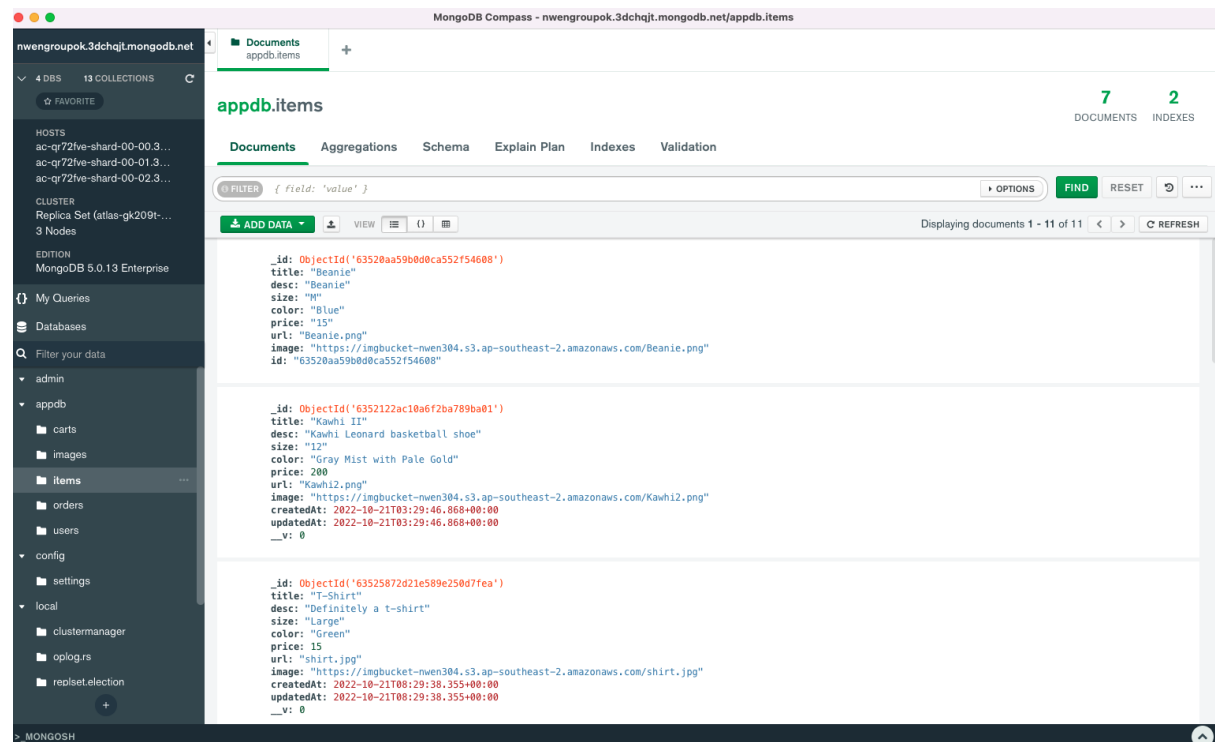 MongoDB Compass - nwengroupok.3dchqjt.mongodb.net/appdb.items
nwengroupok.3dchqjt.mongodb.net
4 DBS 13 COLLECTIONS
FAVORITE
HOSTS
ac-qr72fve-shard-00-00.3...
ac-qr72fve-shard-00-01.3...
ac-qr72fve-shard-00-02.3...
CLUSTER
Replica Set (atlas-gk209t-...
3 Nodes
EDITION
MongoDB 5.0.13 Enterprise
{} My Queries
Databases
Filter your data
admin
appdb
carts
images
items ...
orders
users
config
settings
local
clustermanager
oplog.rs
replset.election
+
>_MONGOSH
Documents
appdb.items
+
appdb.items
7
DOCUMENTS
2
INDEXES
Documents Aggregations Schema Explain Plan Indexes Validation
FILTER { field: 'value' } OPTIONS FIND RESET ...
ADD DATA VIEW {} Displaying documents 1 - 11 of 11 < > REFRESH
_id: ObjectId('63520aa59b0d0ca552f54608')
title: "Beanie"
desc: "Beanie"
size: "M"
color: "Blue"
price: "15"
url: "Beanie.png"
image: "https://imgbucket-nwen304.s3.ap-southeast-2.amazonaws.com/Beanie.png"
id: "63520aa59b0d0ca552f54608"
_id: ObjectId('6352122ac10a6f2ba789ba01')
title: "Kawhi II"
desc: "Kawhi Leonard basketball shoe"
size: "12"
color: "Gray Mist with Pale Gold"
price: 200
url: "Kawhi2.png"
image: "https://imgbucket-nwen304.s3.ap-southeast-2.amazonaws.com/Kawhi2.png"
createdAt: 2022-10-21T03:29:46.868+00:00
updatedAt: 2022-10-21T03:29:46.868+00:00
__v: 0
_id: ObjectId('63525872d21e589e250d7fea')
title: "T-Shirt"
desc: "Definitely a t-shirt"
size: "Large"
color: "Green"
price: 15
url: "shirt.jpg"
image: "https://imgbucket-nwen304.s3.ap-southeast-2.amazonaws.com/shirt.jpg"
createdAt: 2022-10-21T08:29:38.355+00:00
updatedAt: 2022-10-21T08:29:38.355+00:00
__v: 0